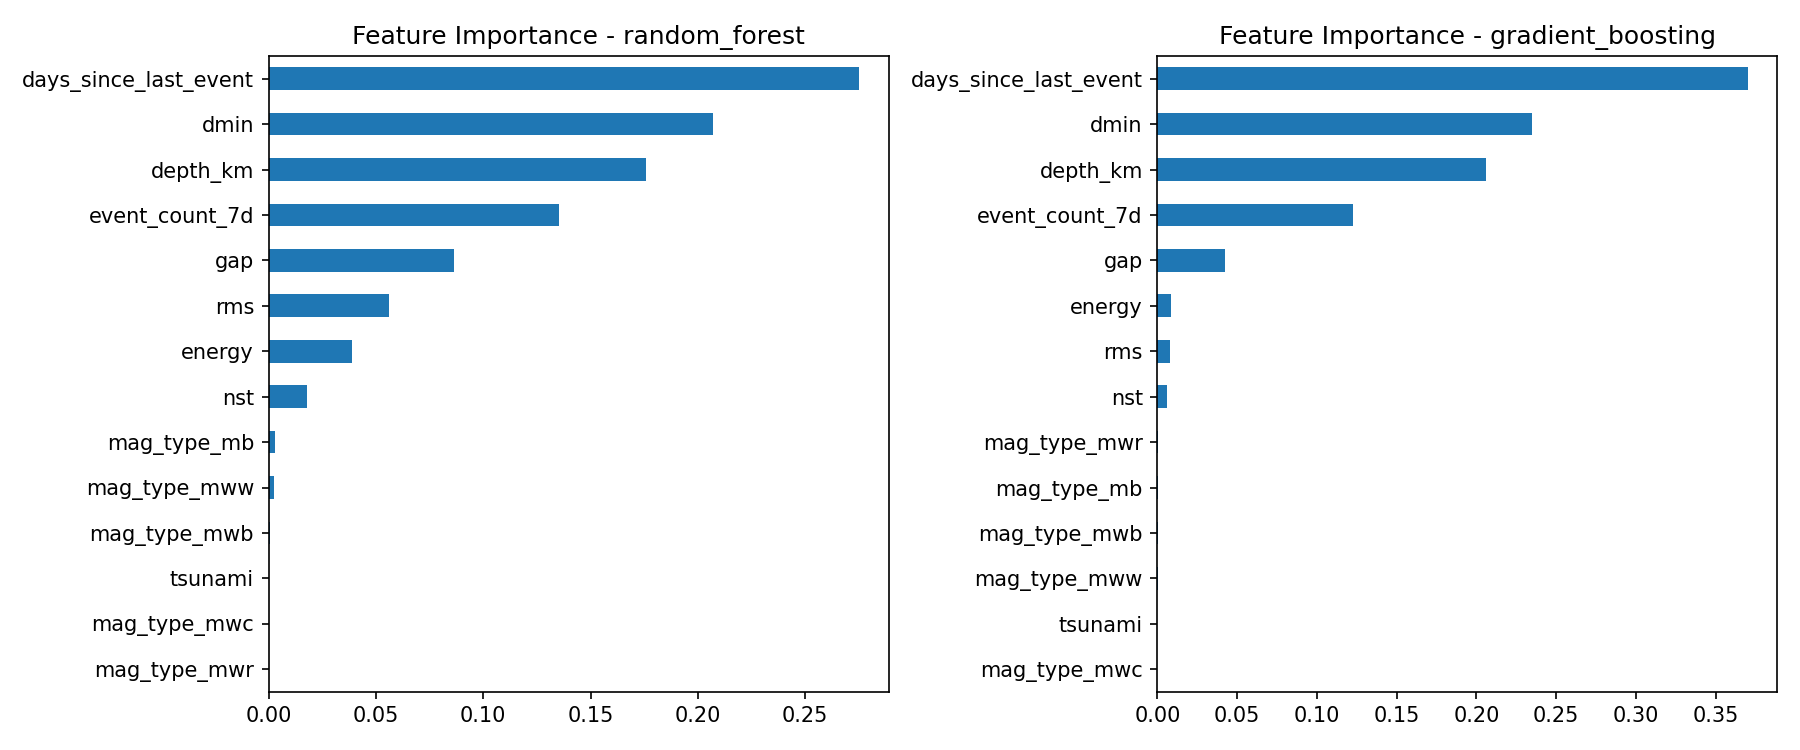 Feature Importance - random_forest
days_since_last_event
dmin
depth_km
event_count_7d
gap
rms
energy
nst
mag_type_mb
mag_type_mww
mag_type_mwb
tsunami
mag_type_mwc
mag_type_mwr
0.00 0.05 0.10 0.15 0.20 0.25
Feature Importance - gradient_boosting
days_since_last_event
dmin
depth_km
event_count_7d
gap
energy
rms
nst
mag_type_mwr
mag_type_mb
mag_type_mwb
mag_type_mww
tsunami
mag_type_mwc
0.00 0.05 0.10 0.15 0.20 0.25 0.30 0.35